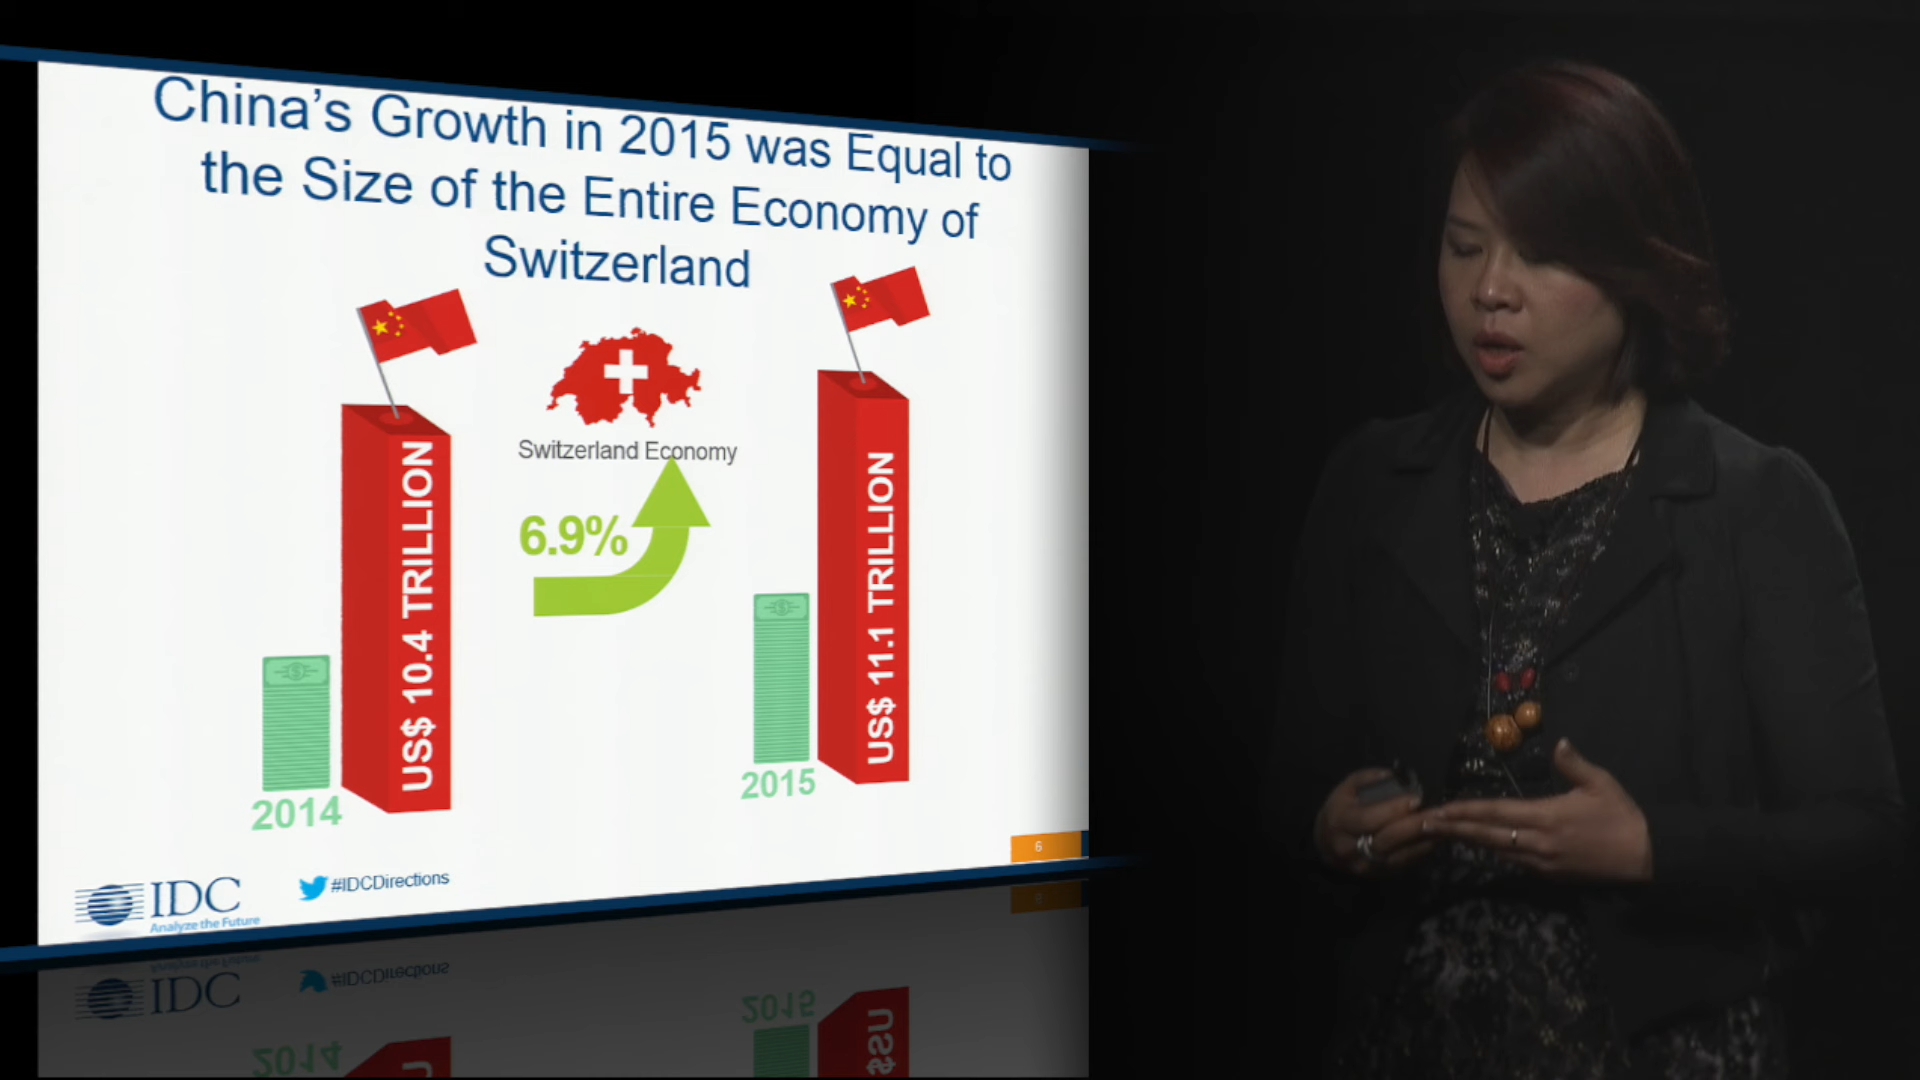 China's Growth in 2015 was Equal to
the Size of the Entire Economy of
Switzerland
Switzerland Economy
6.9%
US$ 10.4 TRILLION
US$ 11.1 TRILLION
2014
2015
6
IDC
Analyze the Future
#IDCDirections